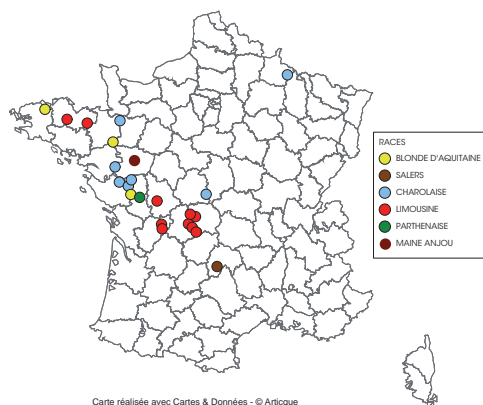 RACES
BLONDE D'AQUITAINE
SALERS
CHAROLAISE
LIMOUSINE
PARTHENAISE
MAINE ANJOU
Carte réalisée avec Cartes & Données - © Articque